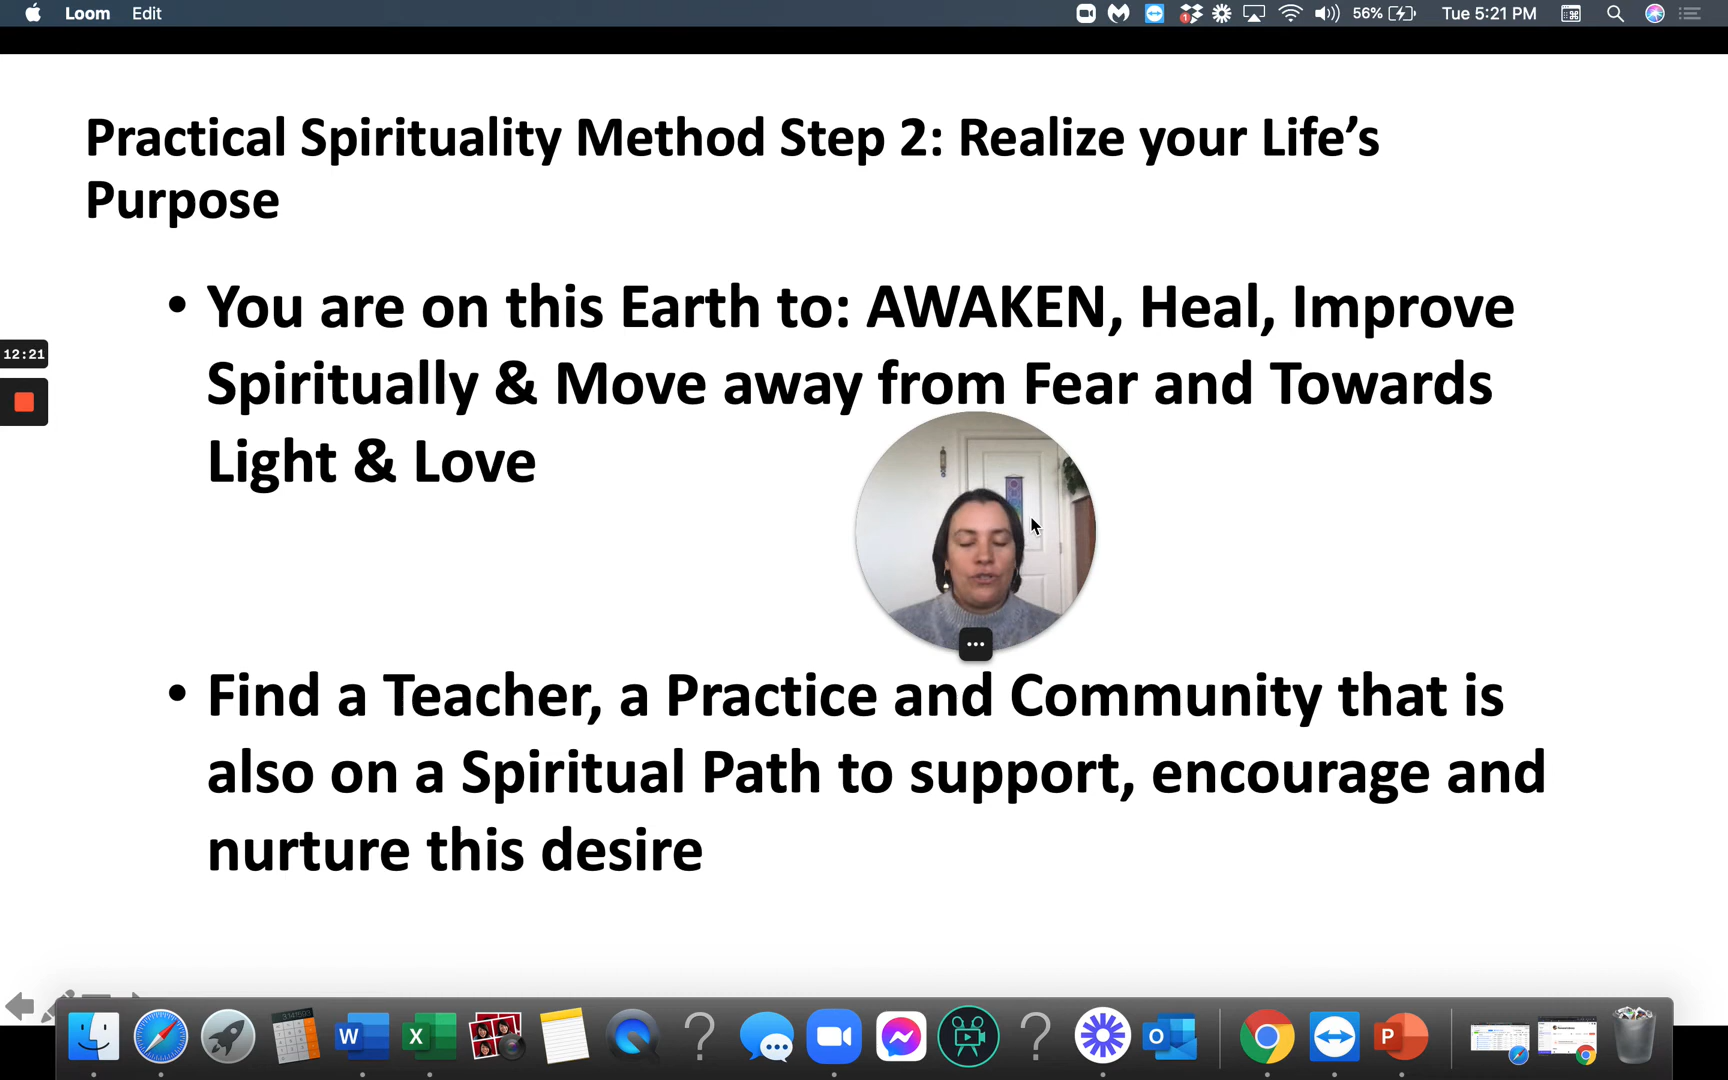 Loom Edit 56% Tue 5:21 PM
Practical Spirituality Method Step 2: Realize your Life’s
Purpose
• You are on this Earth to: AWAKEN, Heal, Improve
Spiritually & Move away from Fear and Towards
Light & Love
12:21
• Find a Teacher, a Practice and Community that is
also on a Spiritual Path to support, encourage and
nurture this desire